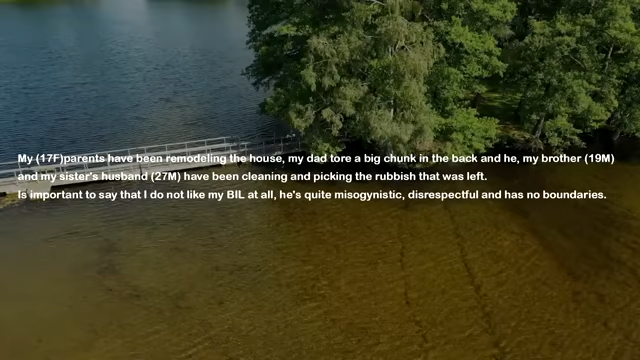 My (17F)parents have been remodeling the house, my dad tore a big chunk in the back and he, my brother (19M)
and my sister's husband (27M) have been cleaning and picking the rubbish that was left.
Is important to say that I do not like my BIL at all, he's quite misogynistic, disrespectful and has no boundaries.